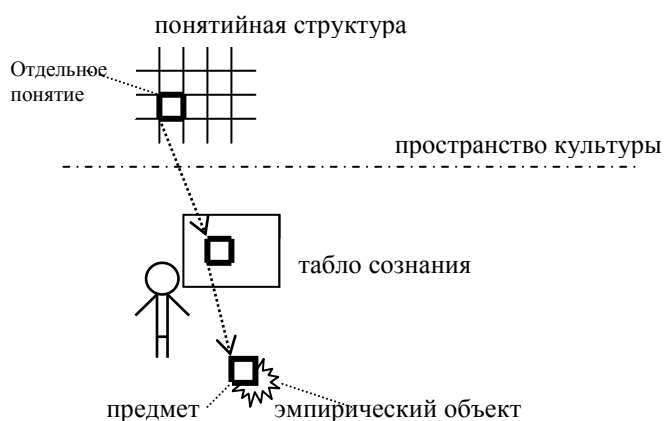 понятийная структура
Отдельное
понятие
пространство культуры
табло сознания
предмет
эмпирический объект